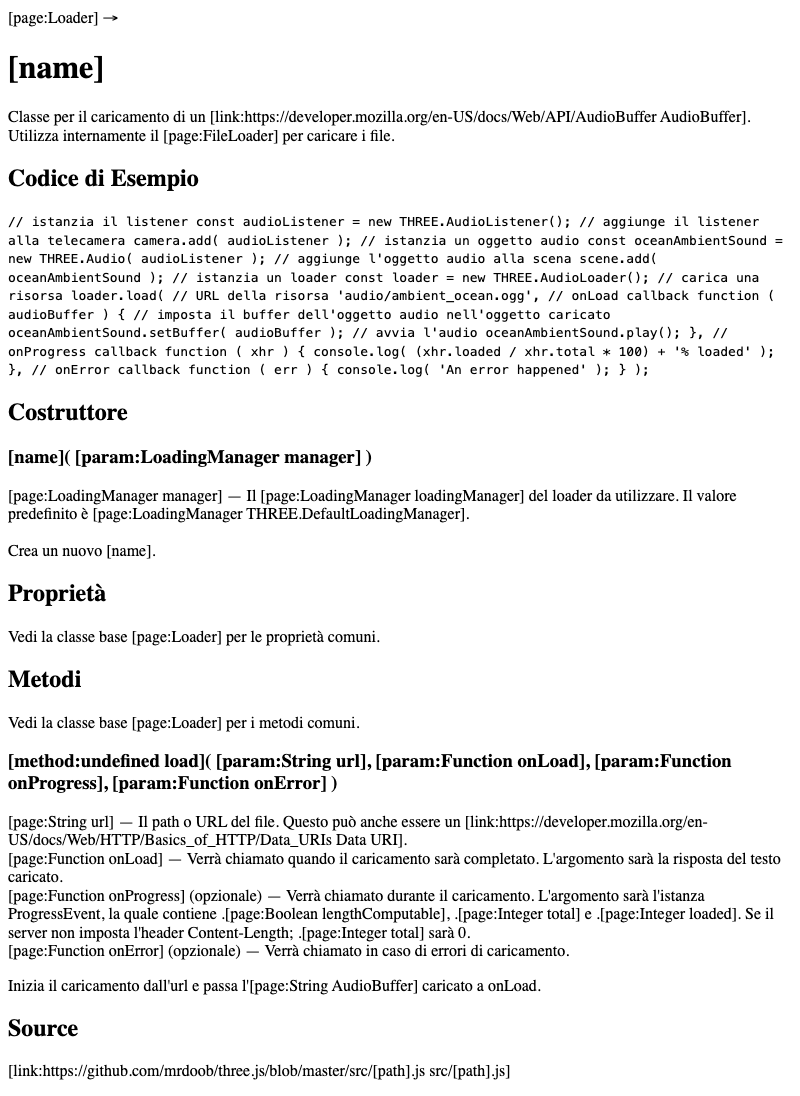 [page:Loader] →
[name]
Classe per il caricamento di un [link:https://developer.mozilla.org/en-US/docs/Web/API/AudioBuffer AudioBuffer].
Utilizza internamente il [page:FileLoader] per caricare i file.
Codice di Esempio
// istanzia il listener const audioListener = new THREE.AudioListener(); // aggiunge il listener
alla telecamera camera.add( audioListener ); // istanzia un oggetto audio const oceanAmbientSound =
new THREE.Audio( audioListener ); // aggiunge l'oggetto audio alla scena scene.add(
oceanAmbientSound ); // istanzia un loader const loader = new THREE.AudioLoader(); // carica una
risorsa loader.load( // URL della risorsa 'audio/ambient_ocean.ogg', // onLoad callback function (
audioBuffer ) { // imposta il buffer dell'oggetto audio nell'oggetto caricato
oceanAmbientSound.setBuffer( audioBuffer ); // avvia l'audio oceanAmbientSound.play(); }, //
onProgress callback function ( xhr ) { console.log( (xhr.loaded / xhr.total * 100) + '% loaded' );
}, // onError callback function ( err ) { console.log( 'An error happened' ); } );
Costruttore
[name]( [param:LoadingManager manager] )
[page:LoadingManager manager] — Il [page:LoadingManager loadingManager] del loader da utilizzare. Il valore
predefinito è [page:LoadingManager THREE.DefaultLoadingManager].
Crea un nuovo [name].
Proprietà
Vedi la classe base [page:Loader] per le proprietà comuni.
Metodi
Vedi la classe base [page:Loader] per i metodi comuni.
[method:undefined load]( [param:String url], [param:Function onLoad], [param:Function
onProgress], [param:Function onError] )
[page:String url] — Il path o URL del file. Questo può anche essere un [link:https://developer.mozilla.org/en-
US/docs/Web/HTTP/Basics_of_HTTP/Data_URIs Data URI].
[page:Function onLoad] — Verrà chiamato quando il caricamento sarà completato. L'argomento sarà la risposta del testo
caricato.
[page:Function onProgress] (opzionale) — Verrà chiamato durante il caricamento. L'argomento sarà l'istanza
ProgressEvent, la quale contiene .[page:Boolean lengthComputable], .[page:Integer total] e .[page:Integer loaded]. Se il
server non imposta l'header Content-Length; .[page:Integer total] sarà 0.
[page:Function onError] (opzionale) — Verrà chiamato in caso di errori di caricamento.
Inizia il caricamento dall'url e passa l'[page:String AudioBuffer] caricato a onLoad.
Source
[link:https://github.com/mrdoob/three.js/blob/master/src/[path].js src/[path].js]